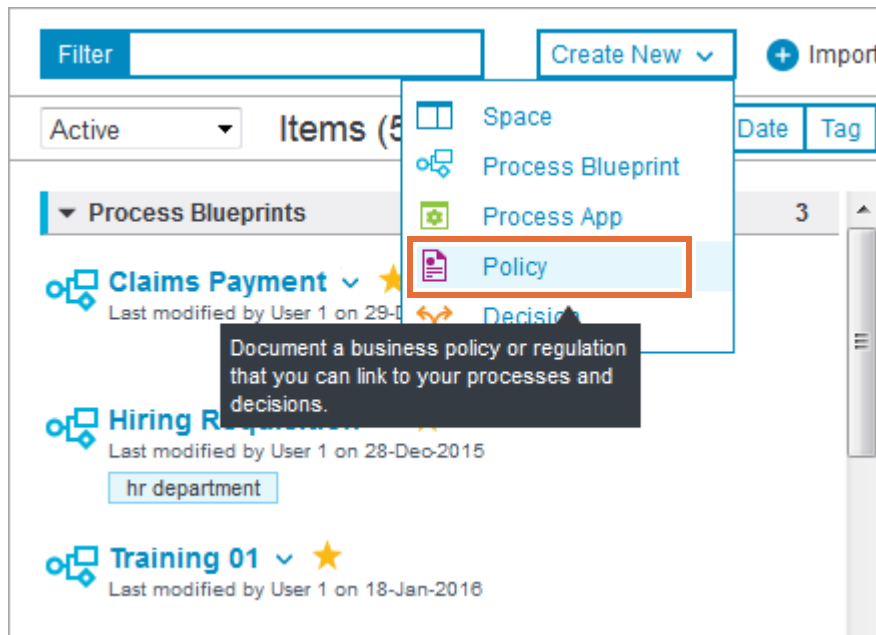 Filter
Create New
Import
Active
Items (5
Date
Tag
Space
Process Blueprint
Process App
Policy
Decision
Process Blueprints
3
Claims Payment
Last modified by User 1 on 29-D
Document a business policy or regulation
that you can link to your processes and
decisions.
Hiring
Last modified by User 1 on 28-Dec-2015
hr department
Training 01
Last modified by User 1 on 18-Jan-2016